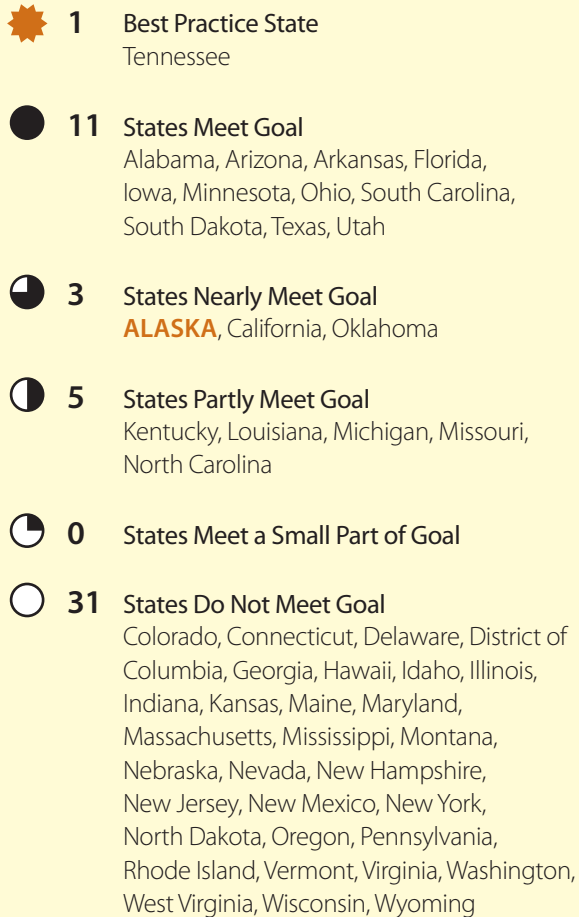 1 Best Practice State
Tennessee
11 States Meet Goal
Alabama, Arizona, Arkansas, Florida,
Iowa, Minnesota, Ohio, South Carolina,
South Dakota, Texas, Utah
3 States Nearly Meet Goal
ALASKA, California, Oklahoma
5 States Partly Meet Goal
Kentucky, Louisiana, Michigan, Missouri,
North Carolina
0 States Meet a Small Part of Goal
31 States Do Not Meet Goal
Colorado, Connecticut, Delaware, District of
Columbia, Georgia, Hawaii, Idaho, Illinois,
Indiana, Kansas, Maine, Maryland,
Massachusetts, Mississippi, Montana,
Nebraska, Nevada, New Hampshire,
New Jersey, New Mexico, New York,
North Dakota, Oregon, Pennsylvania,
Rhode Island, Vermont, Virginia, Washington,
West Virginia, Wisconsin, Wyoming